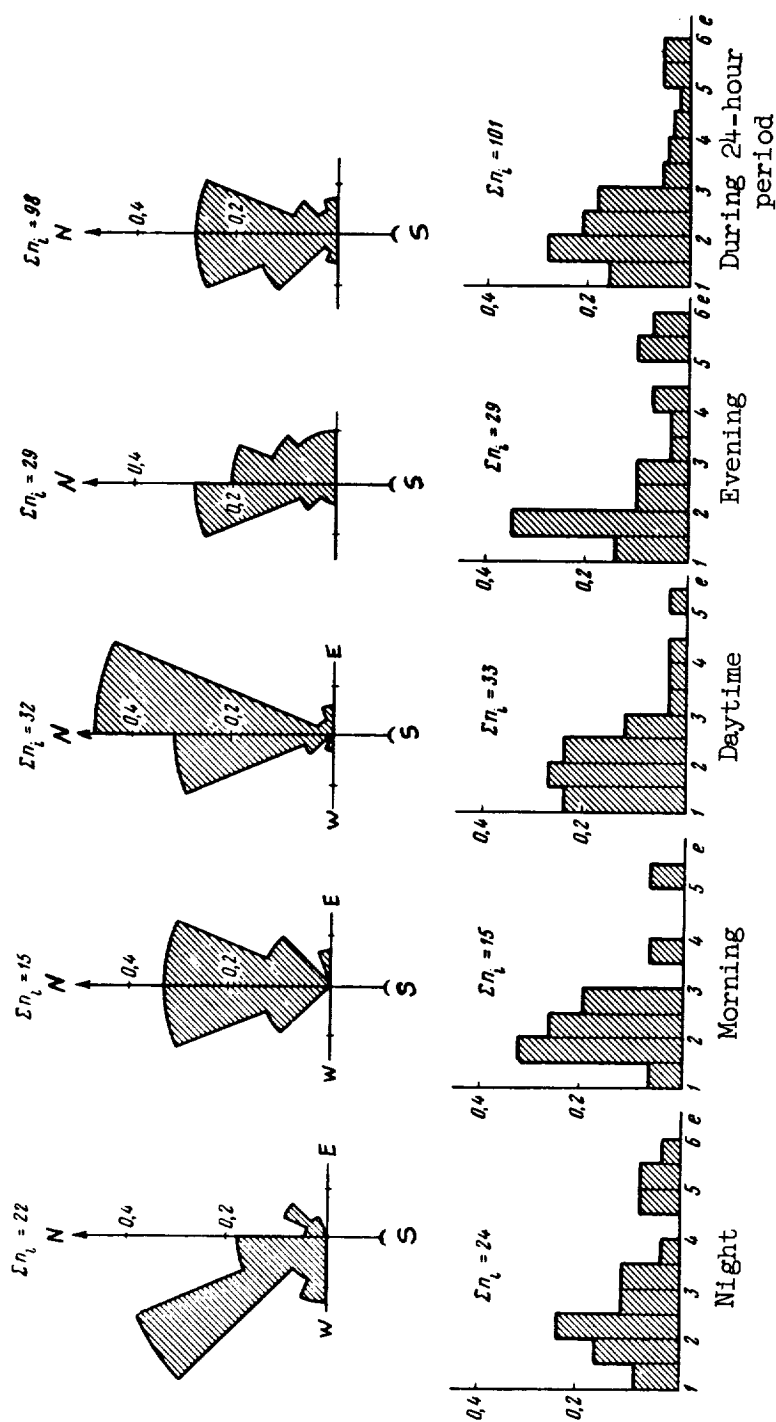 Σnᵢ = 22
N
0,4
0,2
W E
S
Σnᵢ = 15
N
0,4
0,2
W E
S
Σnᵢ = 32
N
0,4
0,2
W E
S
Σnᵢ = 29
N
0,4
0,2
S
Σnᵢ = 98
N
0,4
0,2
S
0,4
Σnᵢ = 24
0,2
1 2 3 4 5 6 e
Night
0,4
Σnᵢ = 15
0,2
1 2 3 4 5 e
Morning
0,4
Σnᵢ = 33
0,2
1 2 3 4 5 e
Daytime
0,4
Σnᵢ = 29
0,2
1 2 3 4 5 6 e
Evening
0,4
Σnᵢ = 101
0,2
1 2 3 4 5 6 e
During 24-hour
period